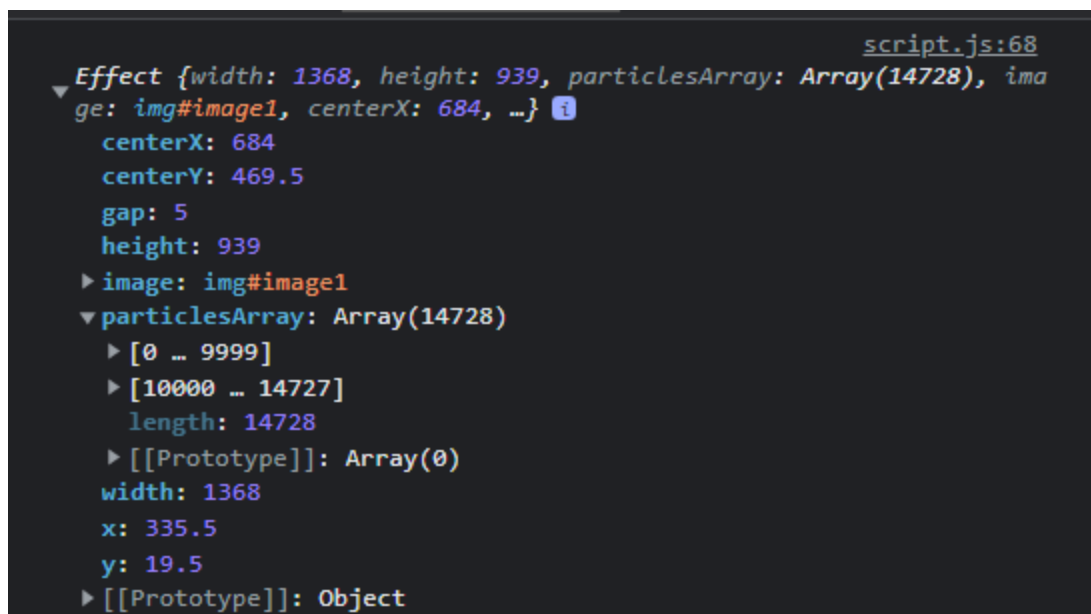 script.js:68
▼ Effect {width: 1368, height: 939, particlesArray: Array(14728), ima
ge: img#image1, centerX: 684, …} i
centerX: 684
centerY: 469.5
gap: 5
height: 939
▶ image: img#image1
▼ particlesArray: Array(14728)
▶ [0 … 9999]
▶ [10000 … 14727]
length: 14728
▶ [[Prototype]]: Array(0)
width: 1368
x: 335.5
y: 19.5
▶ [[Prototype]]: Object